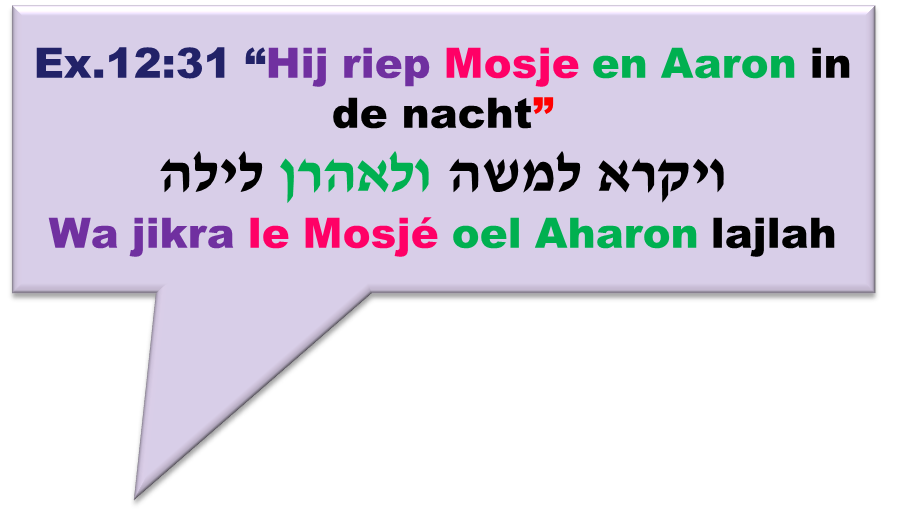 Ex.12:31 “Hij riep Mosje en Aaron in
de nacht”
ויקרא למשה ולאהרן לילה
Wa jikra le Mosjé oel Aharon lajlah